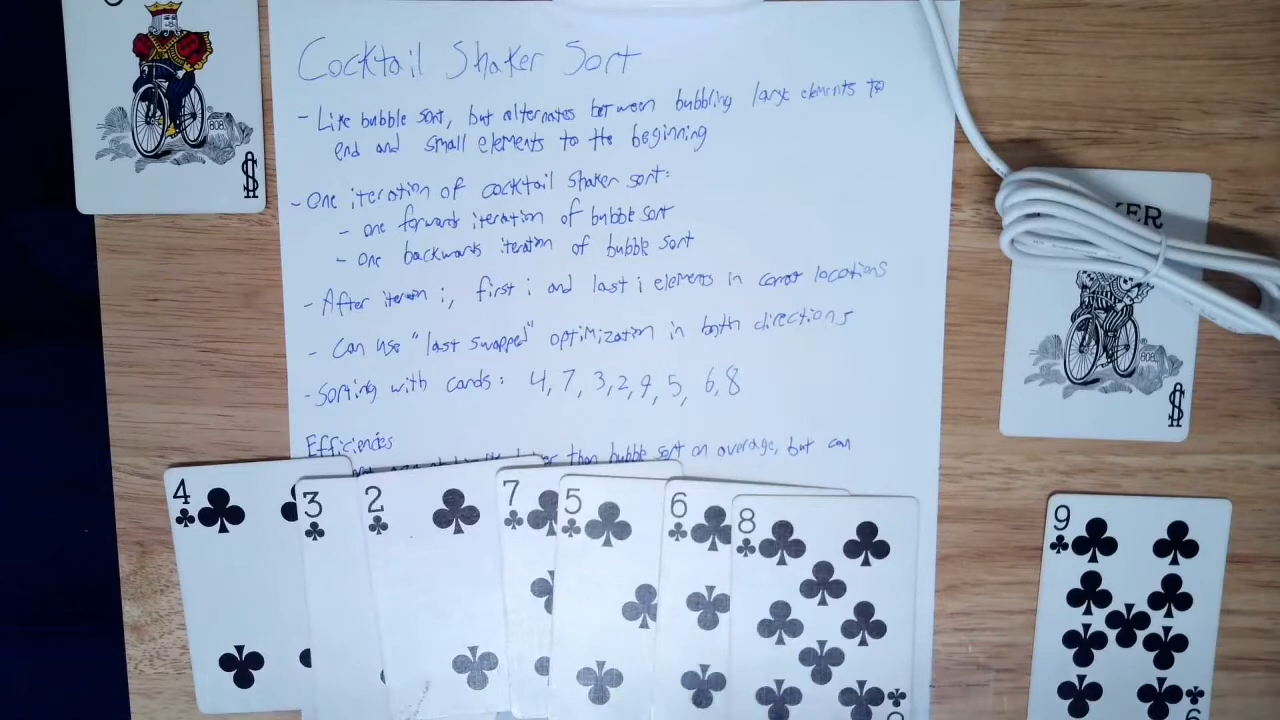 Cocktail Shaker Sort
- Like bubble sort, but alternates between bubbling large elements to
end and small elements to the beginning
- One iteration of cocktail shaker sort:
- one forwards iteration of bubble sort
- one backwards iteration of bubble sort
- After iteration i, first i and last i elements in correct locations
- Can use "last swapped" optimization in both directions
- Sorting with cards: 4, 7, 3, 2, 9, 5, 6, 8
Efficiencies
than bubble sort on average, but can
4
3
2
7
5
6
8
9
808
808